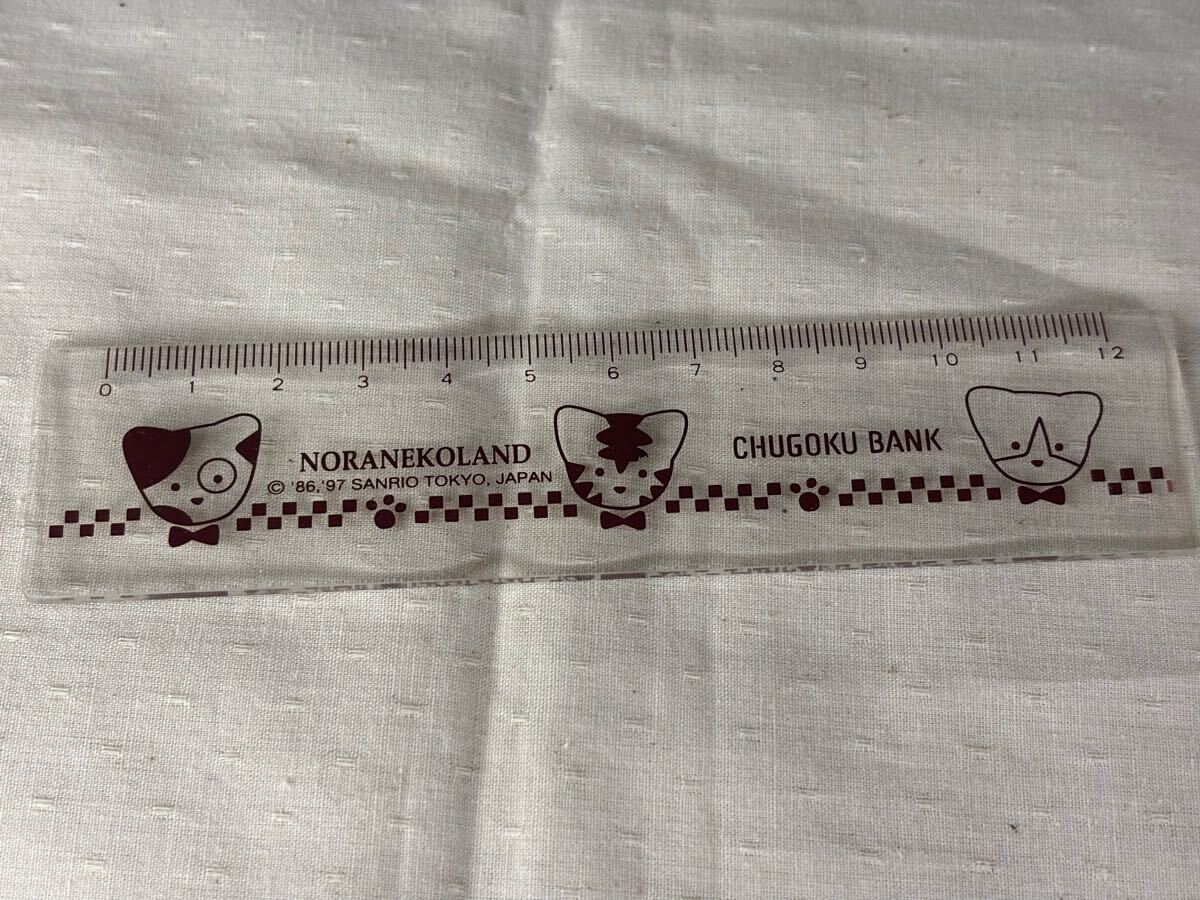 0 1 2 3 4 5 6 7 8 9 10 11 12
NORANEKOLAND
© '86, '97 SANRIO TOKYO, JAPAN
CHUGOKU BANK